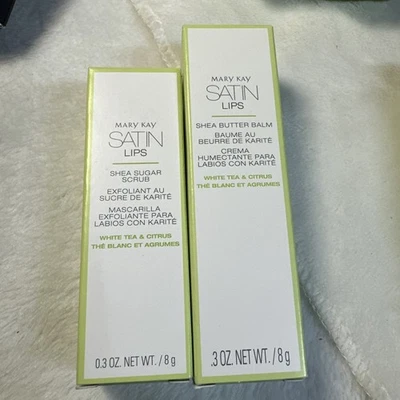 MARY KAY
SATIN
LIPS
SHEA SUGAR
SCRUB
EXFOLIANT AU
SUCRE DE KARITÉ
MASCARILLA
EXFOLIANTE PARA
LABIOS CON KARITÉ
WHITE TEA & CITRUS
THÉ BLANC ET AGRUMES
0.3 OZ. NET WT. / 8 g
MARY KAY
SATIN
LIPS
SHEA BUTTER BALM
BAUME AU
BEURRE DE KARITÉ
CREMA
HUMECTANTE PARA
LABIOS CON KARITÉ
WHITE TEA & CITRUS
THÉ BLANC ET AGRUMES
.3 OZ. NET WT. / 8 g